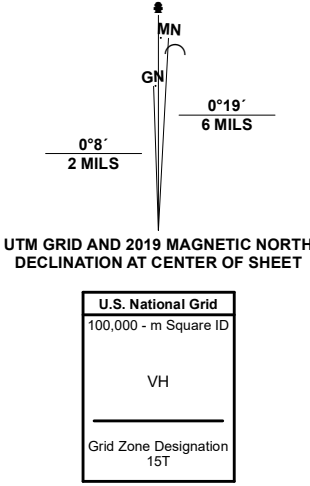 MN
GN
0°19´
6 MILS
0°8´
2 MILS
UTM GRID AND 2019 MAGNETIC NORTH
DECLINATION AT CENTER OF SHEET
U.S. National Grid
100,000 - m Square ID
VH
Grid Zone Designation
15T